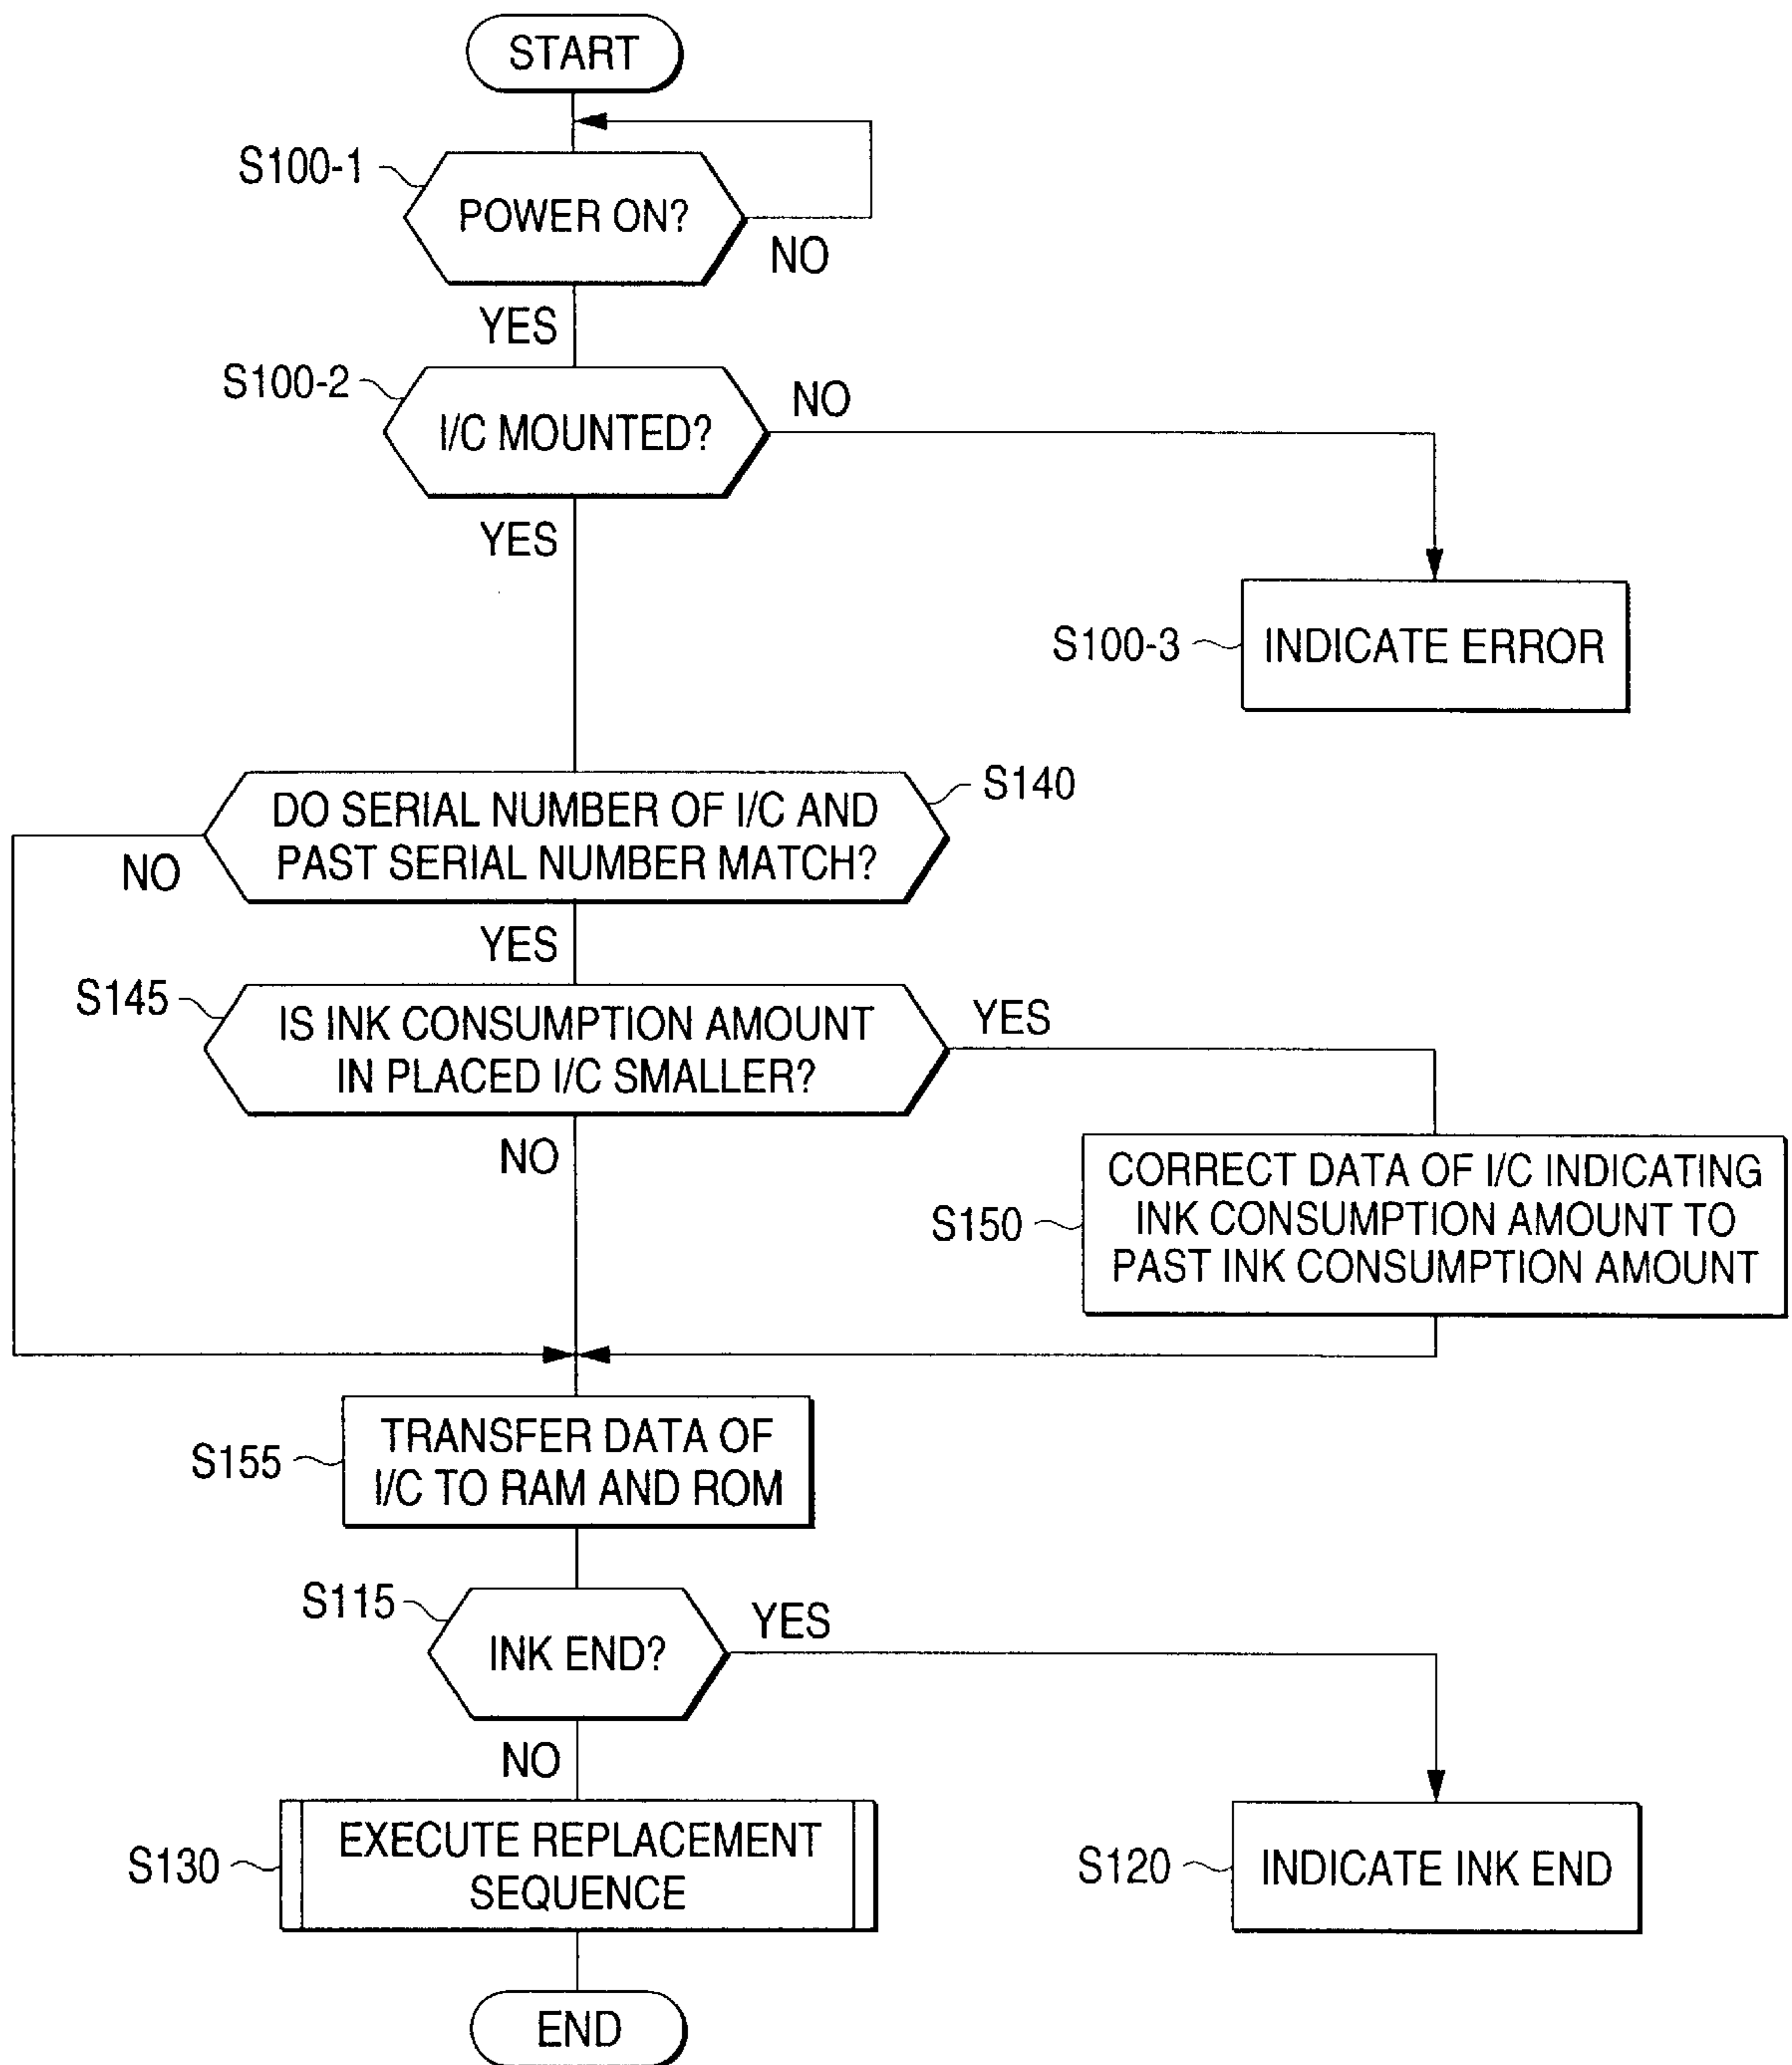 START
S100-1
POWER ON?
NO
YES
S100-2
I/C MOUNTED?
NO
YES
S100-3
INDICATE ERROR
S140
DO SERIAL NUMBER OF I/C AND
PAST SERIAL NUMBER MATCH?
NO
YES
S145
IS INK CONSUMPTION AMOUNT
IN PLACED I/C SMALLER?
YES
NO
S150
CORRECT DATA OF I/C INDICATING
INK CONSUMPTION AMOUNT TO
PAST INK CONSUMPTION AMOUNT
S155
TRANSFER DATA OF
I/C TO RAM AND ROM
S115
INK END?
YES
NO
S130
EXECUTE REPLACEMENT
SEQUENCE
S120
INDICATE INK END
END